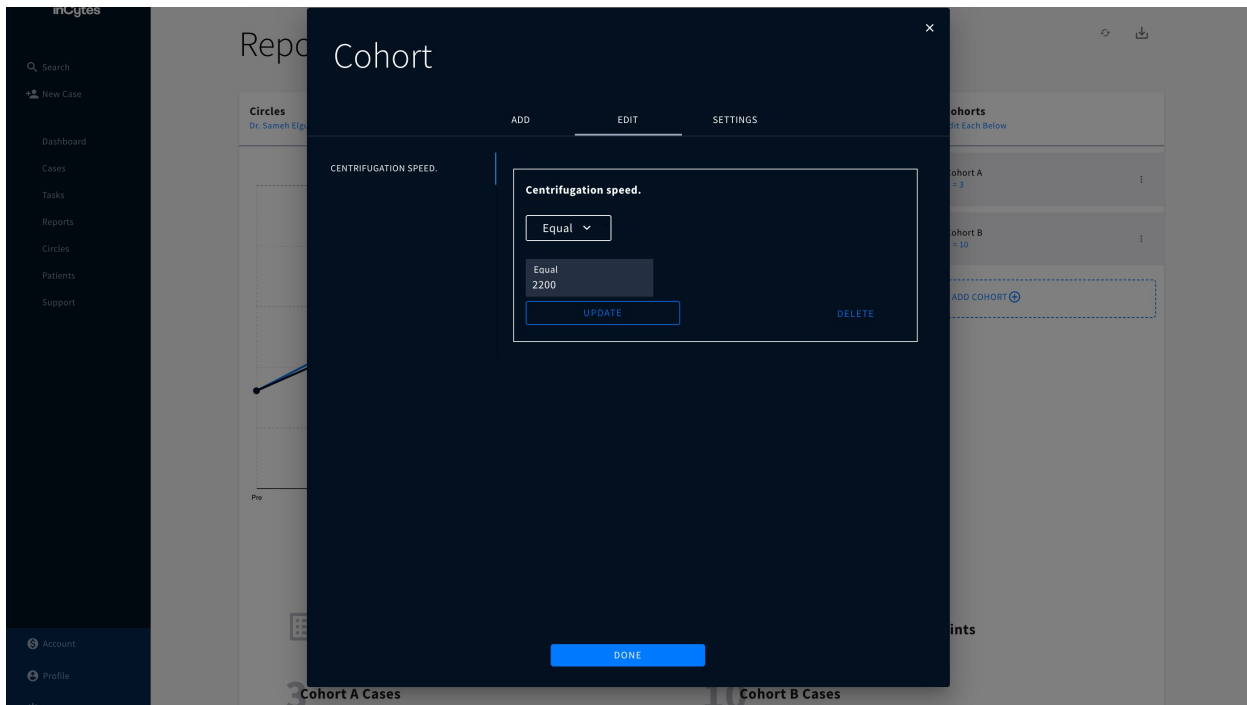 inCytes
Search
New Case
Dashboard
Cases
Tasks
Reports
Circles
Patients
Support
Account
Profile
Repo
Circles
Dr. Sameh Elgu
Pre
3
Cohort A Cases
Cohort
ADD EDIT SETTINGS
CENTRIFUGATION SPEED.
Centrifugation speed.
Equal
Equal
2200
UPDATE DELETE
DONE
ohorts
dit Each Below
ohort A
= 3
ohort B
= 10
ADD COHORT
ints
10
Cohort B Cases